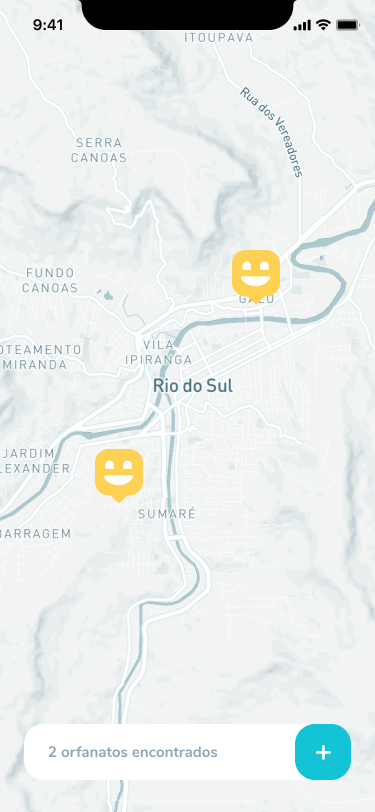 9:41
ITOUPAVA
Rua dos Vereadores
SERRA
CANOAS
FUNDO
CANOAS
GALO
OTEAMENTO
MIRANDA
VILA
IPIRANGA
Rio do Sul
JARDIM
LEXANDER
SUMARÉ
BARRAGEM
2 orfanatos encontrados
+